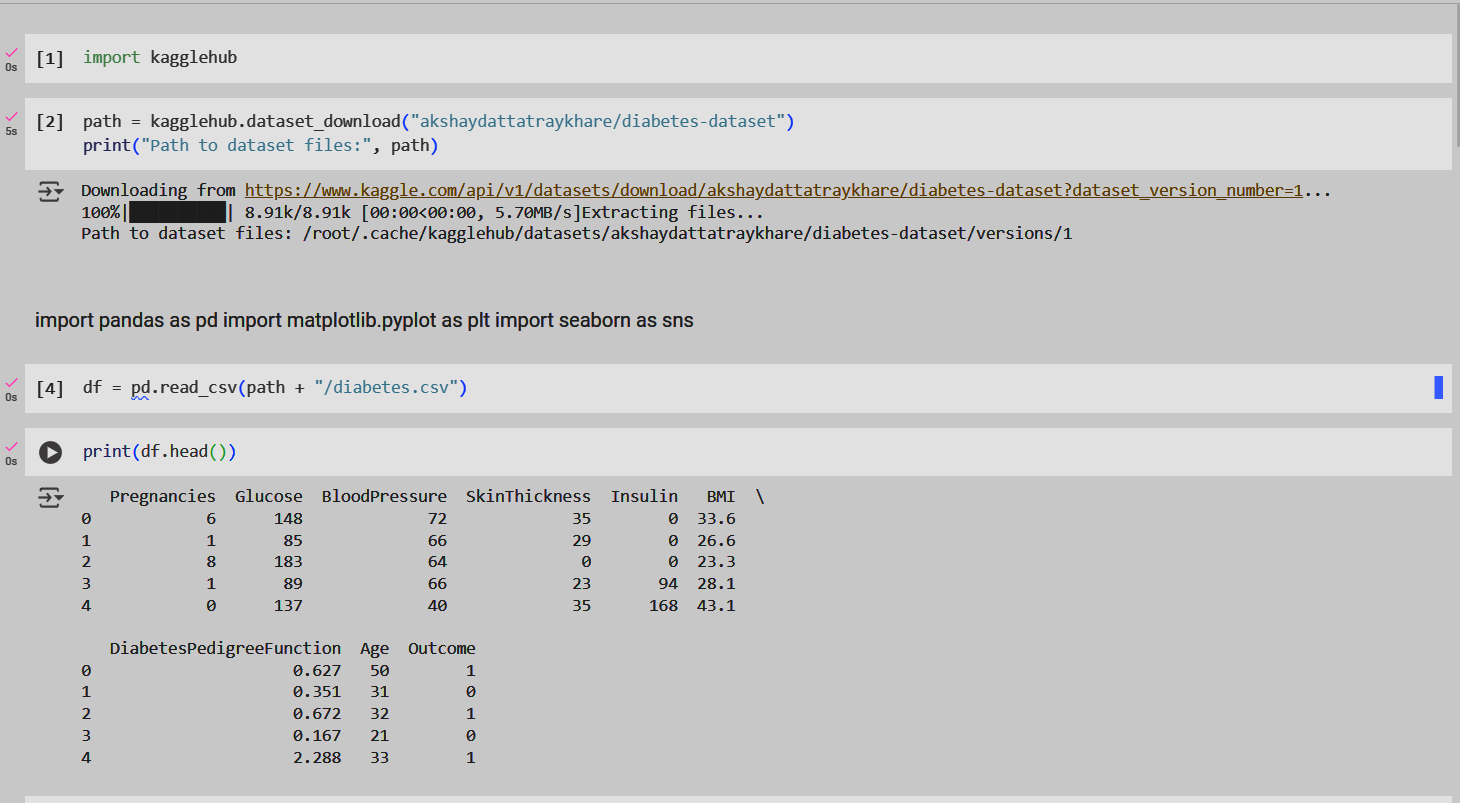 [1] import kagglehub
0s
[2] path = kagglehub.dataset_download("akshaydattatraykhare/diabetes-dataset")
5s
print("Path to dataset files:", path)
Downloading from https://www.kaggle.com/api/v1/datasets/download/akshaydattatraykhare/diabetes-dataset?dataset_version_number=1...
100%|██████████| 8.91k/8.91k [00:00<00:00, 5.70MB/s]Extracting files...
Path to dataset files: /root/.cache/kagglehub/datasets/akshaydattatraykhare/diabetes-dataset/versions/1
import pandas as pd import matplotlib.pyplot as plt import seaborn as sns
[4] df = pd.read_csv(path + "/diabetes.csv")
0s
print(df.head())
0s
Pregnancies Glucose BloodPressure SkinThickness Insulin BMI \
0 6 148 72 35 0 33.6
1 1 85 66 29 0 26.6
2 8 183 64 0 0 23.3
3 1 89 66 23 94 28.1
4 0 137 40 35 168 43.1
DiabetesPedigreeFunction Age Outcome
0 0.627 50 1
1 0.351 31 0
2 0.672 32 1
3 0.167 21 0
4 2.288 33 1